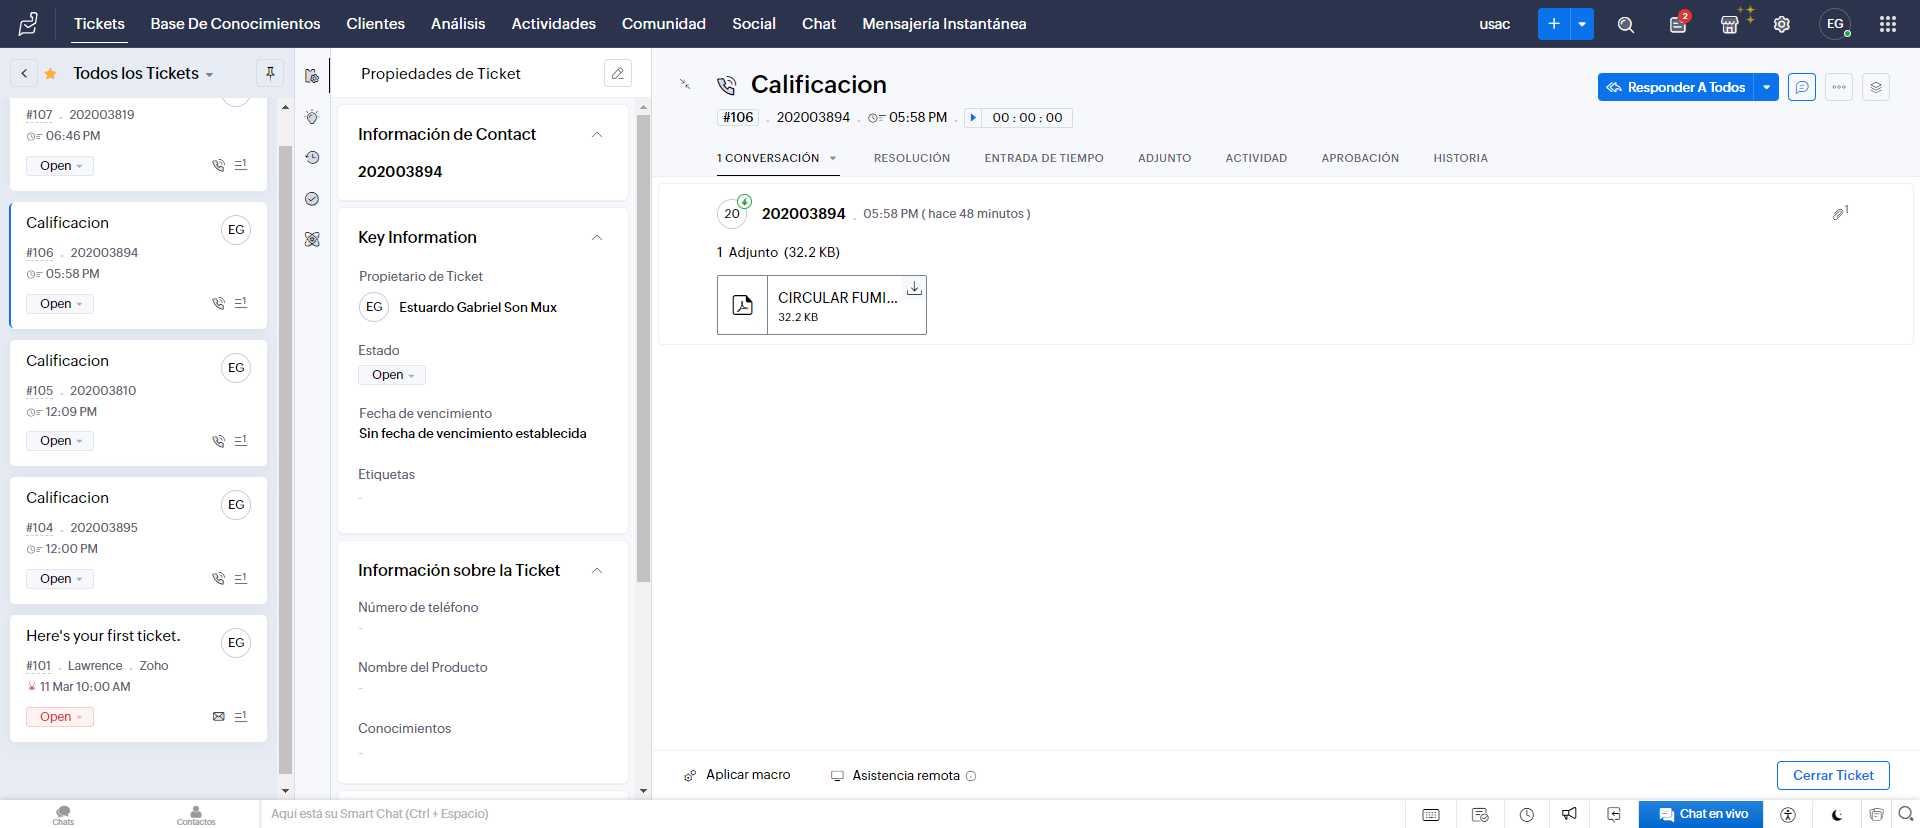 Tickets Base De Conocimientos Clientes Análisis Actividades Comunidad Social Chat Mensajería Instantánea usac 2 EG
Todos los Tickets
#107 . 202003819
06:46 PM
Open 1
Calificacion EG
#106 . 202003894
05:58 PM
Open 1
Calificacion EG
#105 . 202003810
12:09 PM
Open 1
Calificacion EG
#104 . 202003895
12:00 PM
Open 1
Here's your first ticket. EG
#101 . Lawrence . Zoho
11 Mar 10:00 AM
Open 1
Propiedades de Ticket
Información de Contact
202003894
Key Information
Propietario de Ticket
EG Estuardo Gabriel Son Mux
Estado
Open
Fecha de vencimiento
Sin fecha de vencimiento establecida
Etiquetas
-
Información sobre la Ticket
Número de teléfono
-
Nombre del Producto
-
Conocimientos
-
Calificacion
#106 . 202003894 . 05:58 PM . 00 : 00 : 00
Responder A Todos
1 CONVERSACIÓN RESOLUCIÓN ENTRADA DE TIEMPO ADJUNTO ACTIVIDAD APROBACIÓN HISTORIA
20 202003894 . 05:58 PM ( hace 48 minutos ) 1
1 Adjunto (32.2 KB)
CIRCULAR FUMI...
32.2 KB
Aplicar macro Asistencia remota Cerrar Ticket
Chats Contactos Aquí está su Smart Chat (Ctrl + Espacio) Chat en vivo